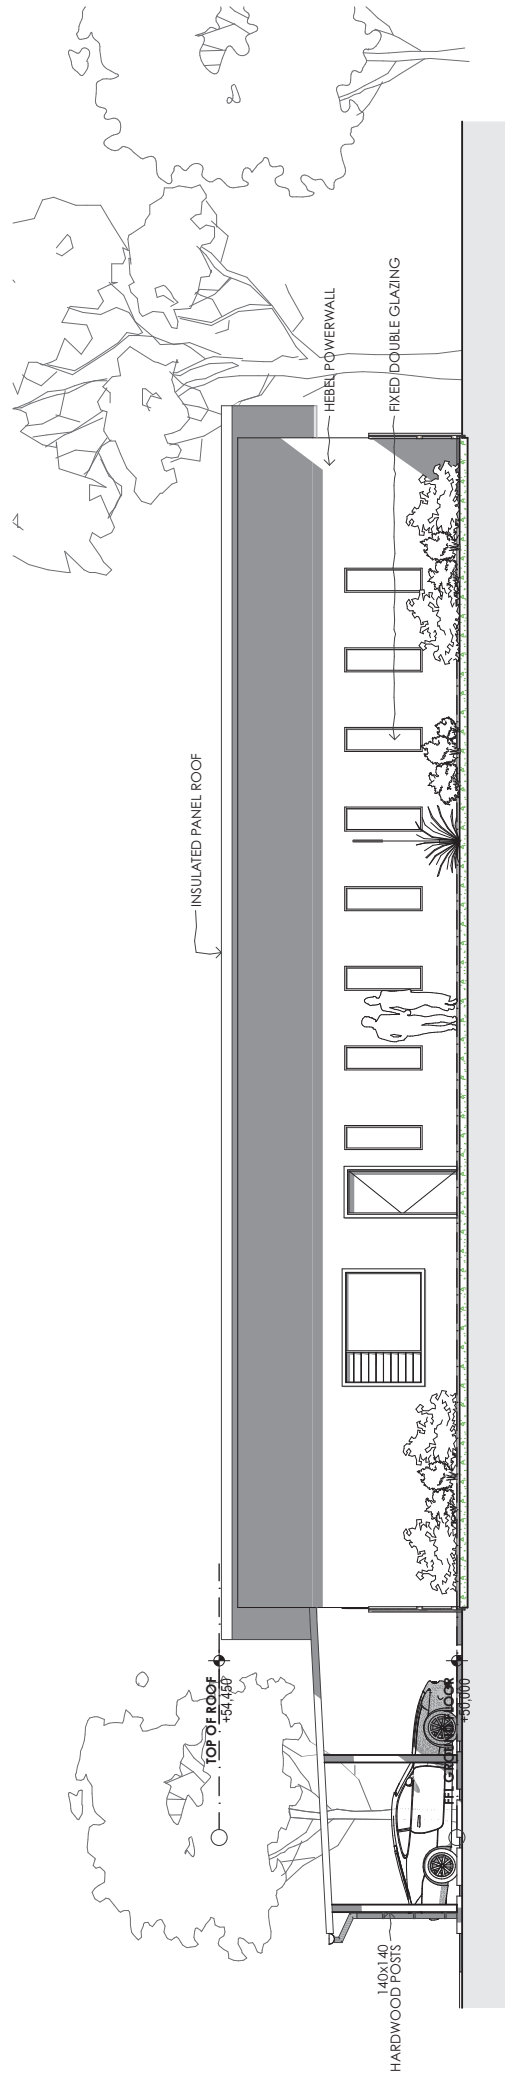 INSULATED PANEL ROOF
HEBEL POWERWALL
FIXED DOUBLE GLAZING
TOP OF ROOF
+54,450
FFL GROUND FLOOR
+50,000
140x140
HARDWOOD POSTS